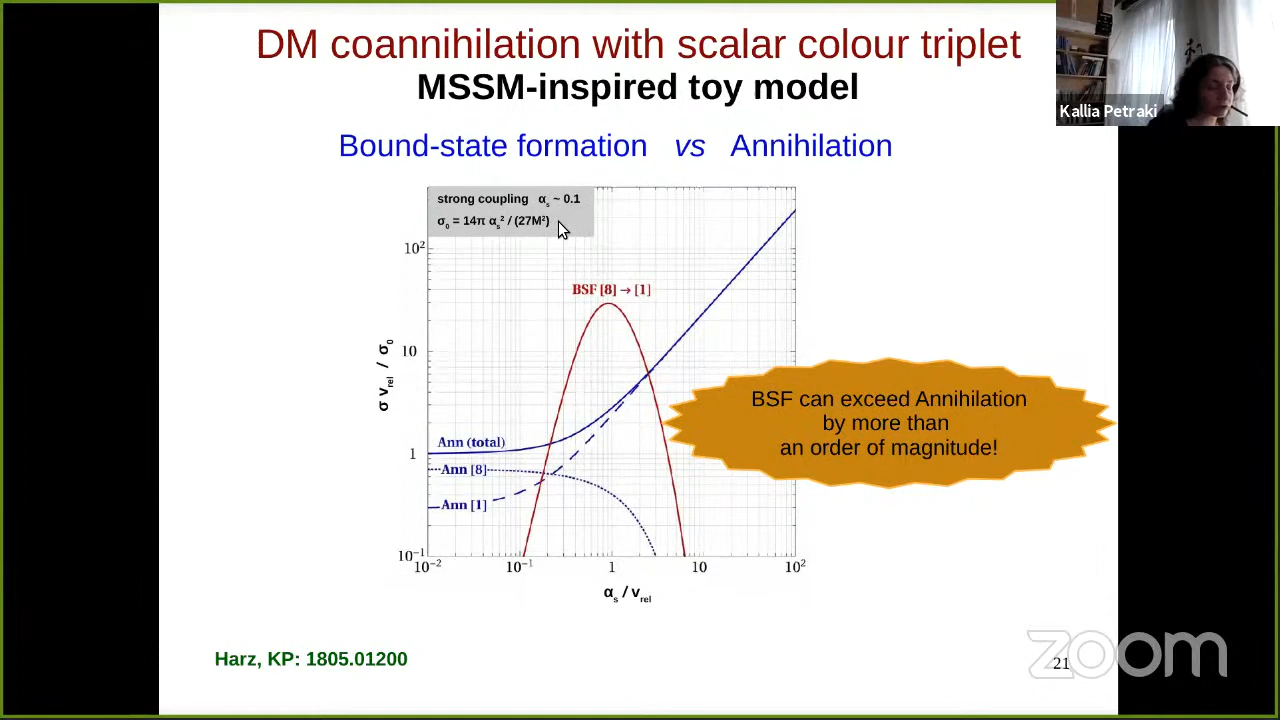 DM coannihilation with scalar colour triplet
MSSM-inspired toy model
Kallia Petraki
Bound-state formation vs Annihilation
strong coupling αₛ ~ 0.1
σ₀ = 14π αₛ² / (27M²)
10²
BSF [8] → [1]
10
σ vrel / σ₀
BSF can exceed Annihilation
by more than
an order of magnitude!
Ann (total)
1
Ann [8]
Ann [1]
10⁻¹
10⁻² 10⁻¹ 1 10 10²
αₛ / vrel
Harz, KP: 1805.01200
21
zoom